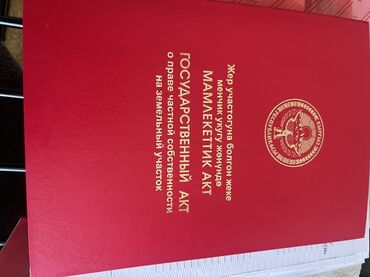 Жер участогуна болгон жеке
менчик укугу жөнүндө
МАМЛЕКЕТТИК АКТ
ГОСУДАРСТВЕННЫЙ АКТ
о праве частной собственности
на земельный участок